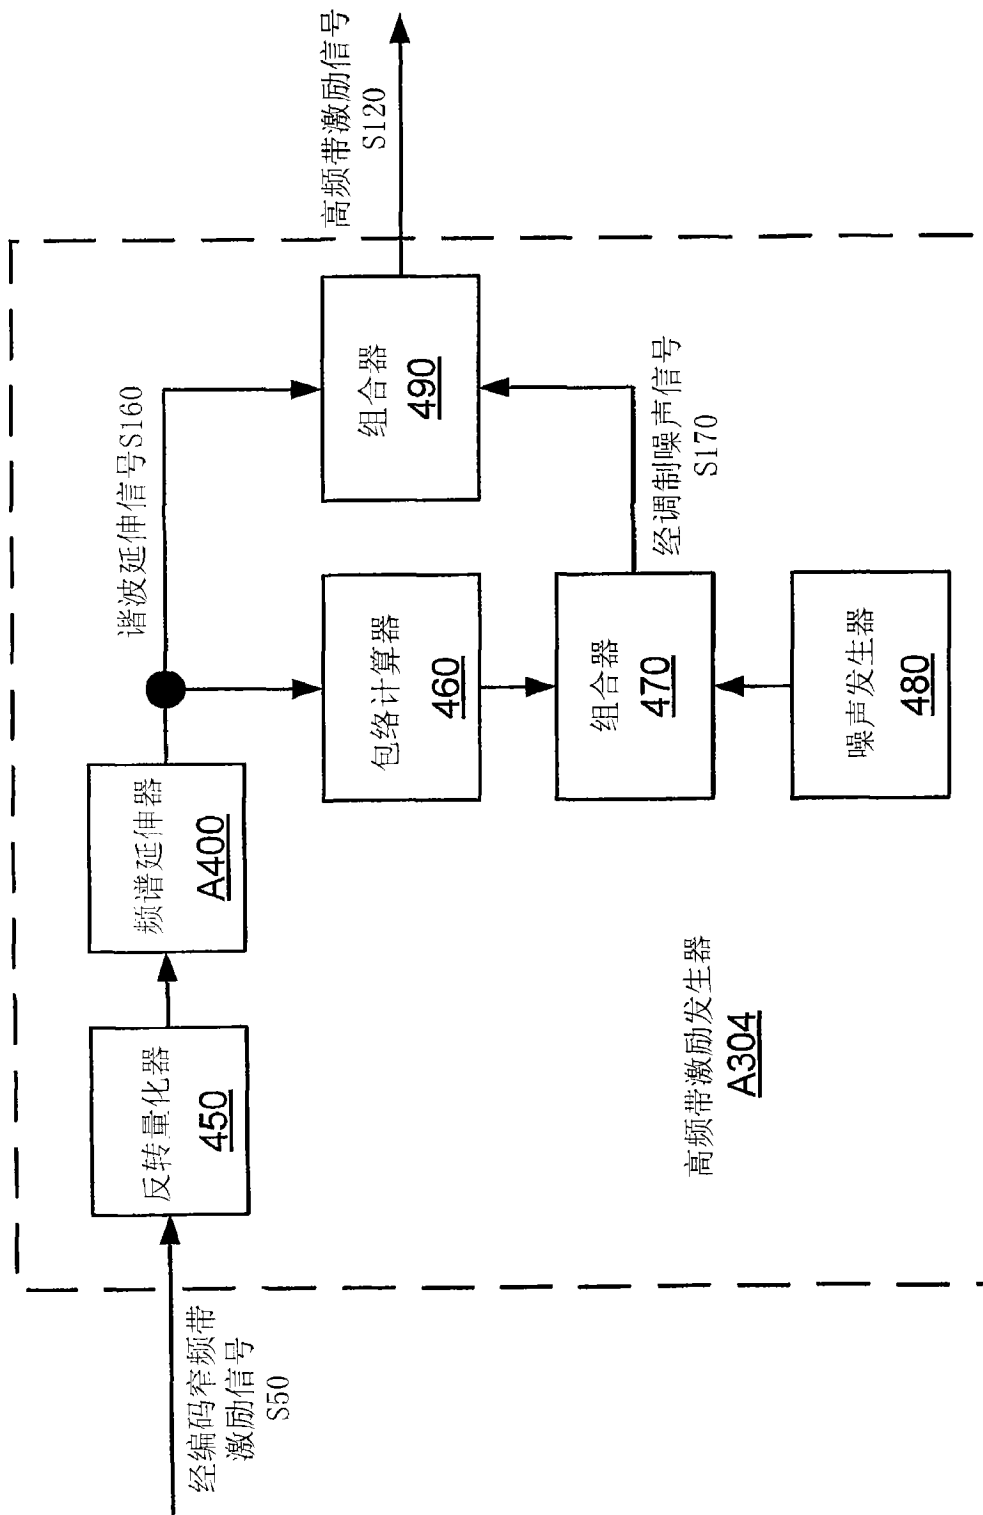 经编码窄频带
激励信号
S50
反转量化器
450
频谱延伸器
A400
谐波延伸信号S160
包络计算器
460
组合器
470
噪声发生器
480
经调制噪声信号
S170
组合器
490
高频带激励信号
S120
高频带激励发生器
A304